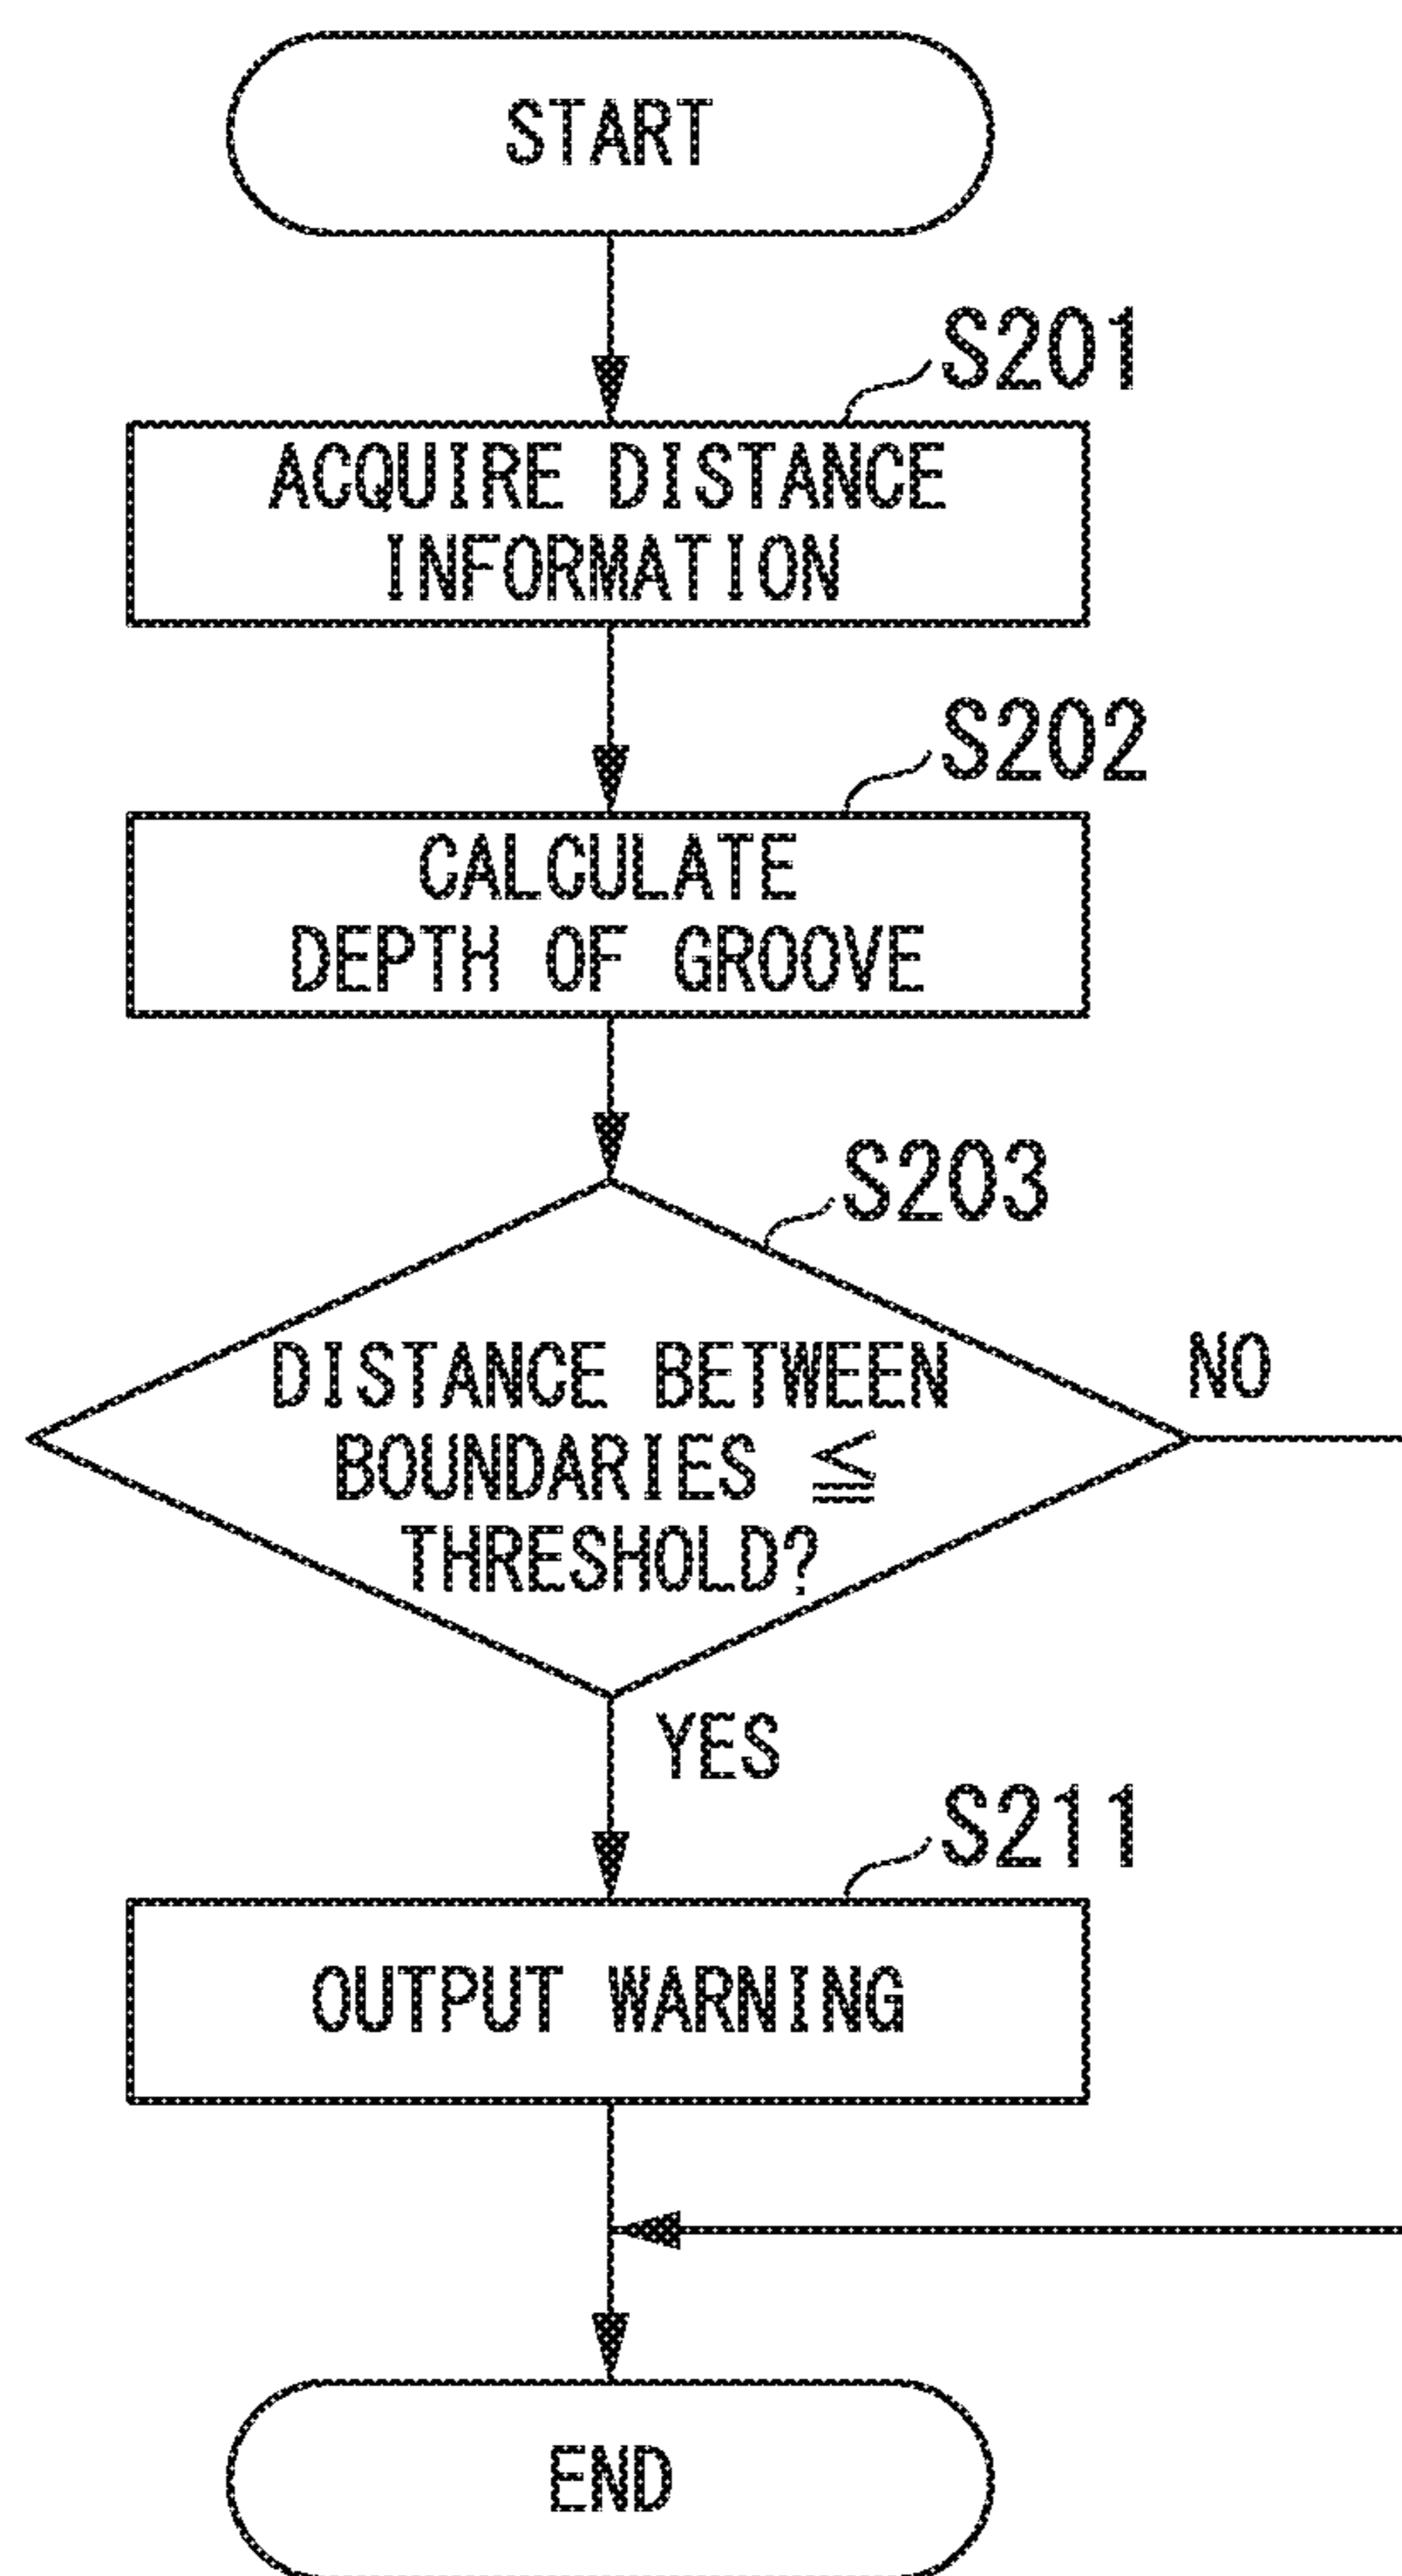 START
S201
ACQUIRE DISTANCE
INFORMATION
S202
CALCULATE
DEPTH OF GROOVE
S203
DISTANCE BETWEEN
BOUNDARIES ≦
THRESHOLD?
NO
YES
S211
OUTPUT WARNING
END